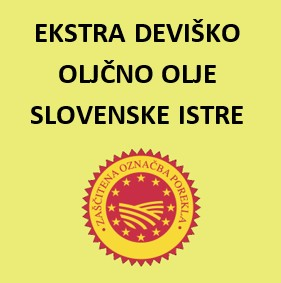 EKSTRA DEVIŠKO
OLJČNO OLJE
SLOVENSKE ISTRE
ZAŠČITENA OZNAČBA POREKLA